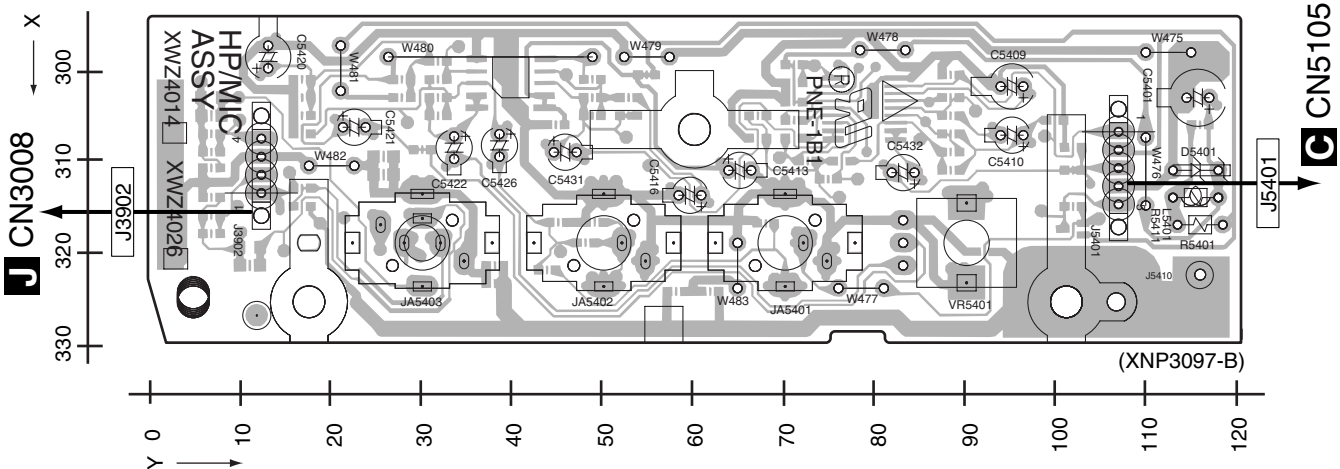 X
300
310
320
330
J CN3008
J3902
XWZ4014 XWZ4026
HP/MIC
ASSY
C5420
W481
W480
W479
W478
W475
C5409
C5401
C CN5105
J5401
PNE-1B1
R
C5421
W482
C5422
C5426
C5431
C5416
C5413
C5432
C5410
W476
D5401
L5401
R5411
R5401
J3902
J5401
J5410
JA5403
JA5402
W483
JA5401
W477
VR5401
(XNP3097-B)
Y
0
10
20
30
40
50
60
70
80
90
100
110
120